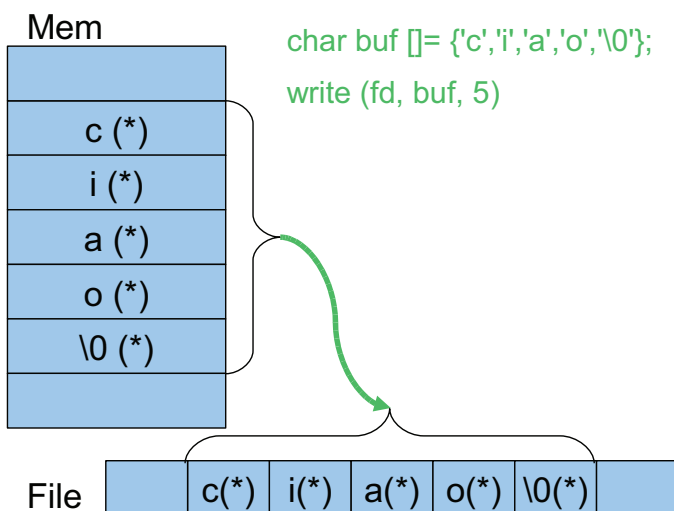 Mem
char buf []= {'c','i','a','o','\0'};
write (fd, buf, 5)
c (*)
i (*)
a (*)
o (*)
\0 (*)
File
c(*) i(*) a(*) o(*) \0(*)